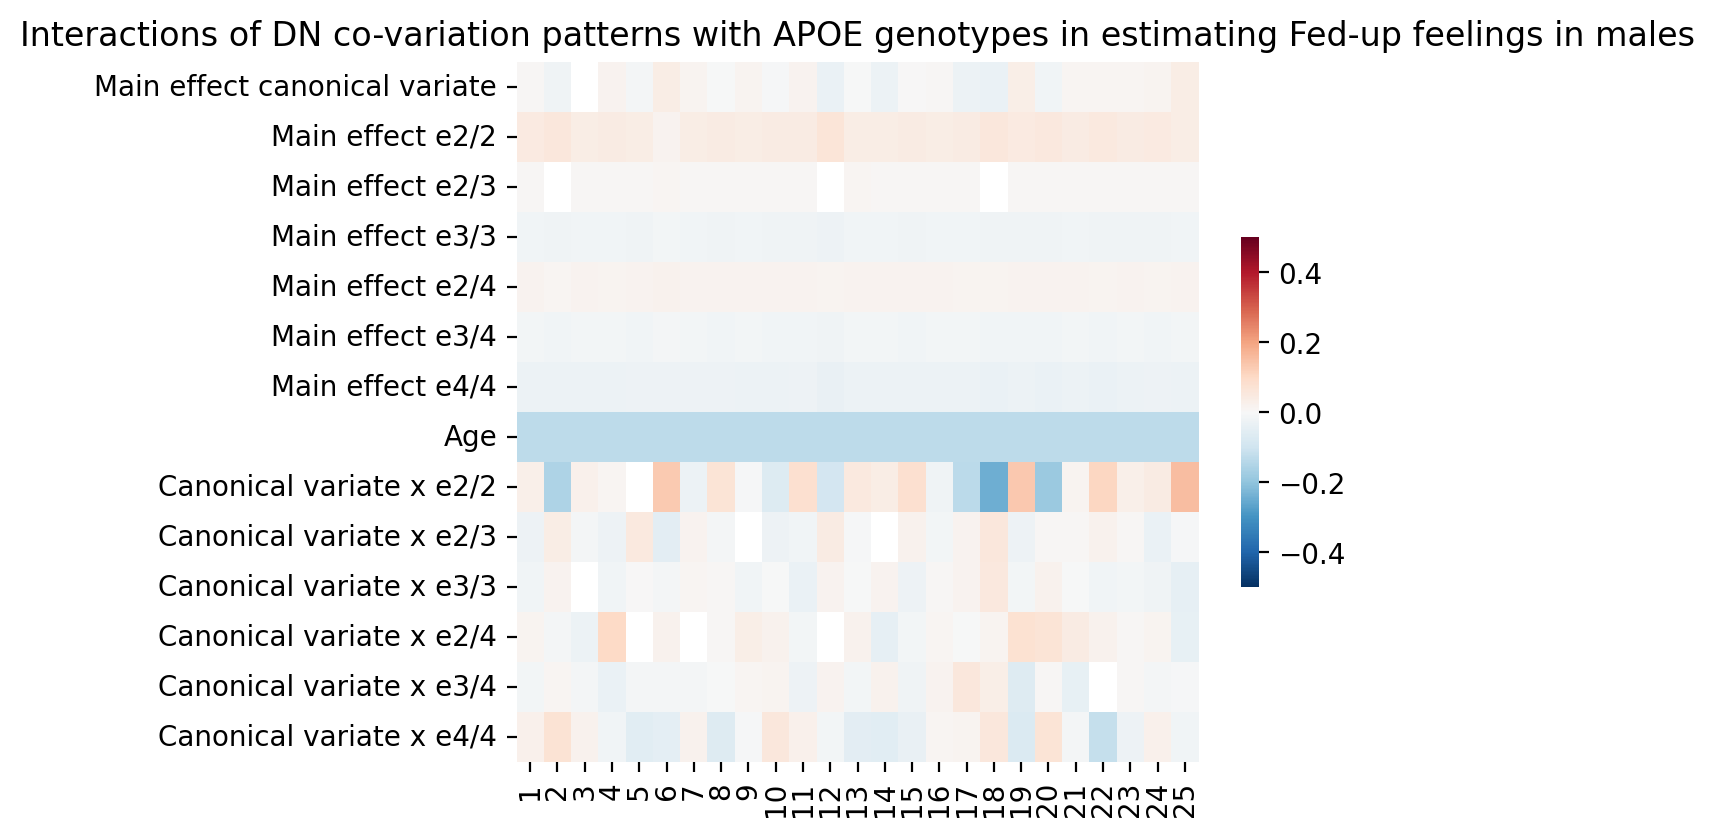 Interactions of DN co-variation patterns with APOE genotypes in estimating Fed-up feelings in males
Main effect canonical variate
Main effect e2/2
Main effect e2/3
Main effect e3/3
Main effect e2/4
Main effect e3/4
Main effect e4/4
Age
Canonical variate x e2/2
Canonical variate x e2/3
Canonical variate x e3/3
Canonical variate x e2/4
Canonical variate x e3/4
Canonical variate x e4/4
1 2 3 4 5 6 7 8 9 10 11 12 13 14 15 16 17 18 19 20 21 22 23 24 25
0.4
0.2
0.0
−0.2
−0.4